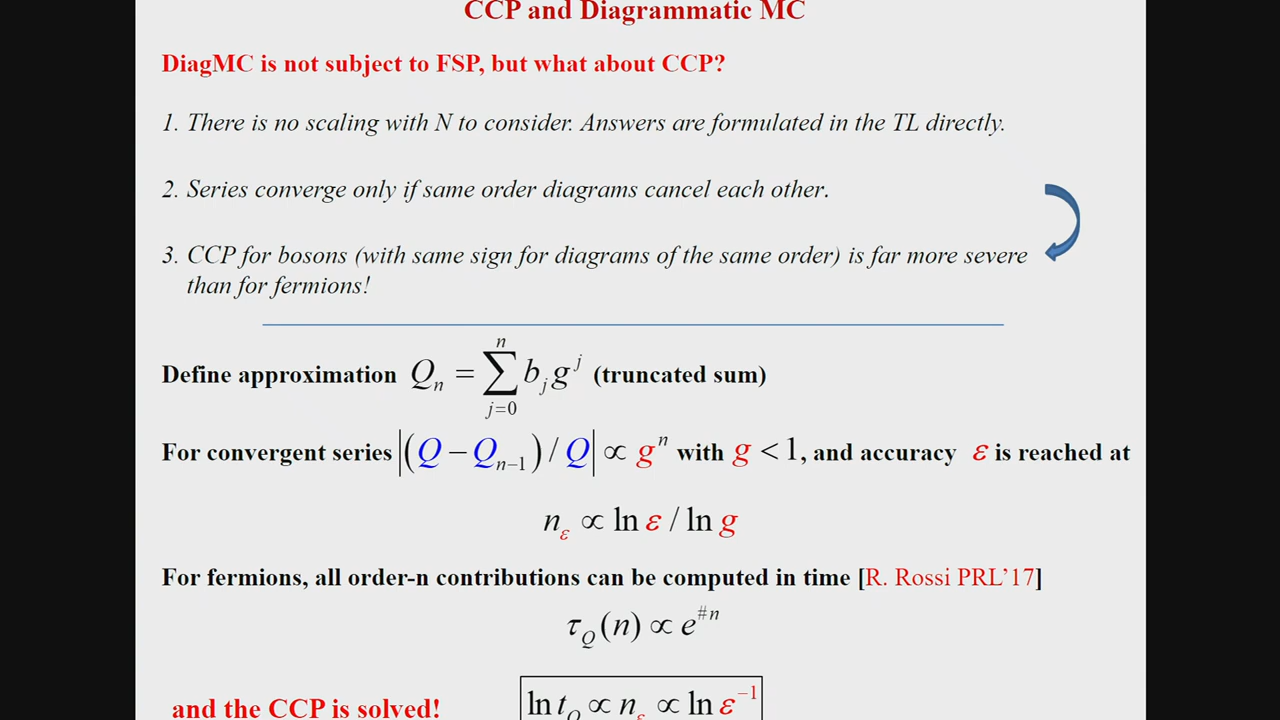 CCP and Diagrammatic MC
DiagMC is not subject to FSP, but what about CCP?
1. There is no scaling with N to consider. Answers are formulated in the TL directly.
2. Series converge only if same order diagrams cancel each other.
3. CCP for bosons (with same sign for diagrams of the same order) is far more severe
than for fermions!
Define approximation Qₙ = ∑_{j=0}^{n} b_j g^j (truncated sum)
For convergent series |(Q − Q_{n−1}) / Q| ∝ g^n with g < 1, and accuracy ε is reached at
n_ε ∝ ln ε / ln g
For fermions, all order-n contributions can be computed in time [R. Rossi PRL’17]
τ_Q(n) ∝ e^{#n}
and the CCP is solved! ln t_Q ∝ n_ε ∝ ln ε^{−1}